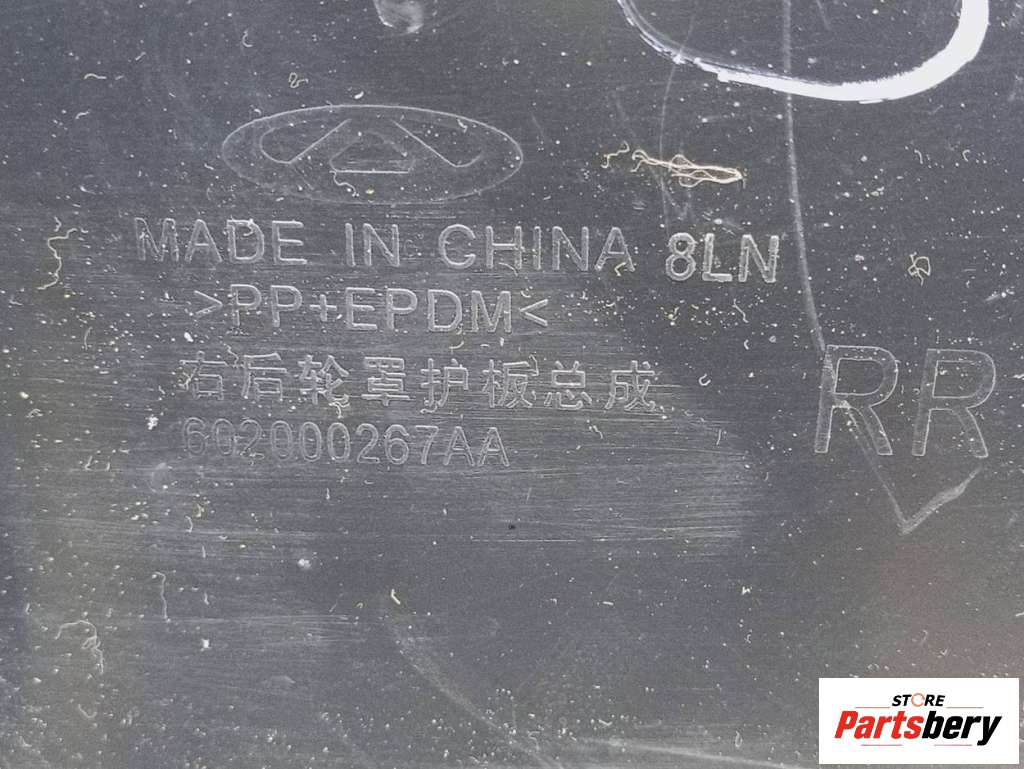 MADE IN CHINA 8LN
>PP+EPDM<
右后轮罩护板总成
602000267AA
RR
STORE
Partsbery